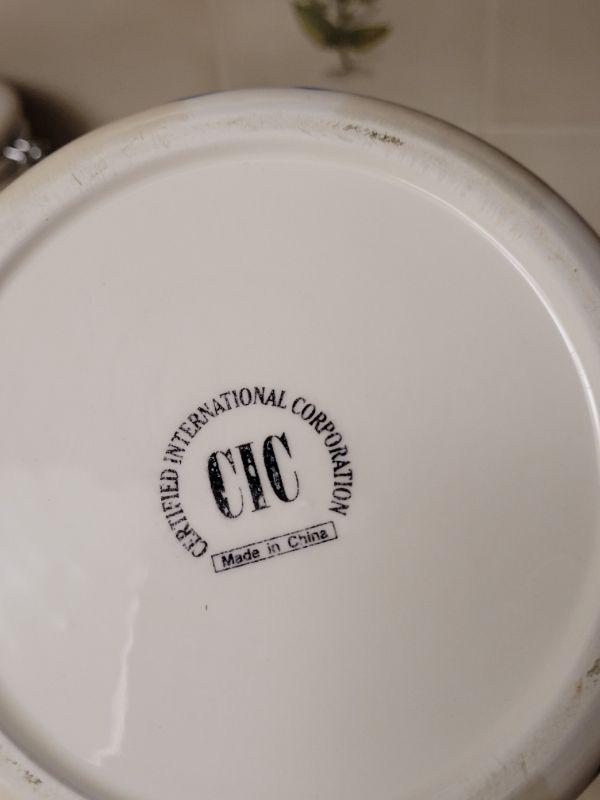 CERTIFIED INTERNATIONAL CORPORATION
CIC
Made in China